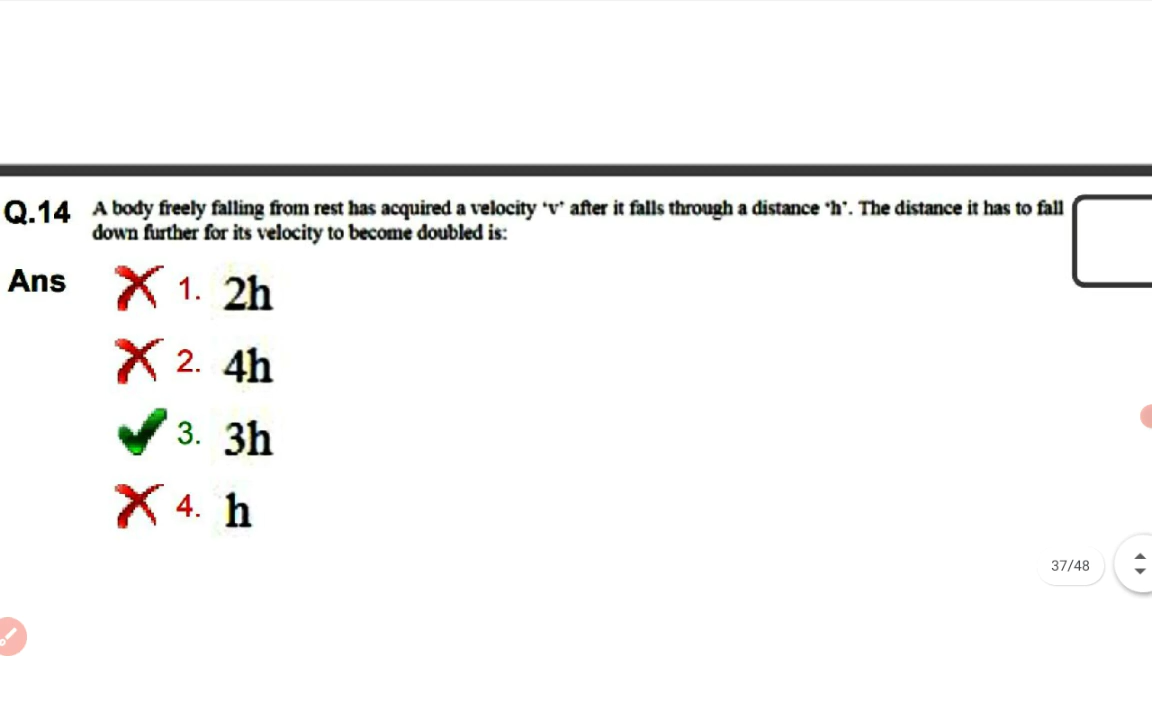 Q.14 A body freely falling from rest has acquired a velocity ‘v’ after it falls through a distance ‘h’. The distance it has to fall
down further for its velocity to become doubled is:
Ans
1. 2h
2. 4h
3. 3h
4. h
37/48